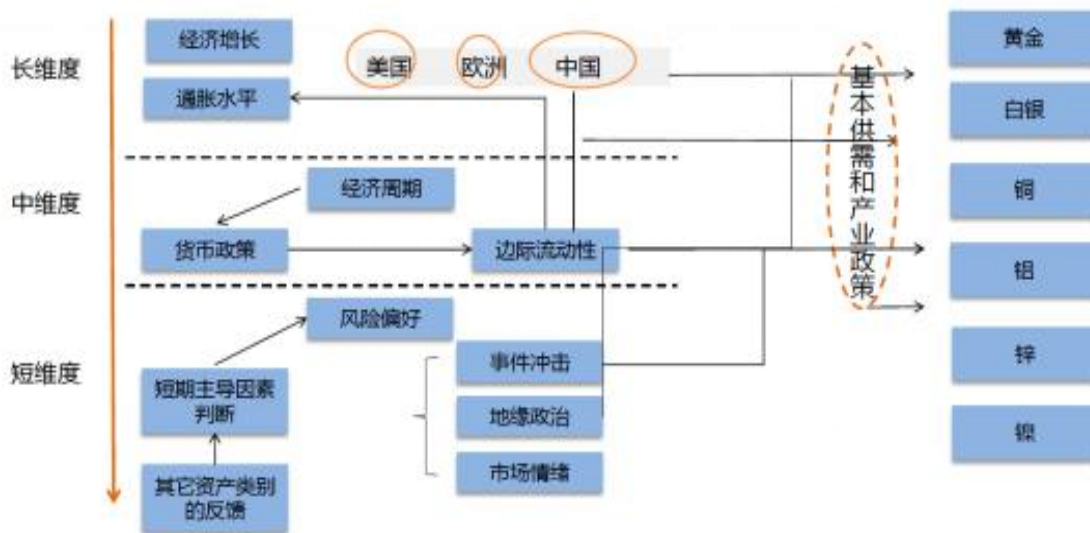 长维度
经济增长
通胀水平
美国
欧洲
中国
中维度
经济周期
货币政策
边际流动性
短维度
风险偏好
短期主导因素
判断
其它资产类别
的反馈
事件冲击
地缘政治
市场情绪
基本供需和产业政策
黄金
白银
铜
铝
锌
镍